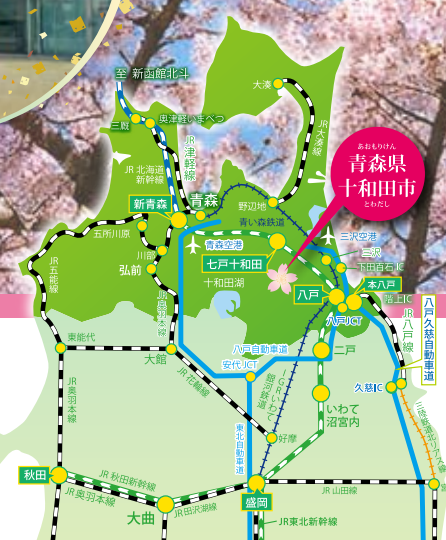 至 新函館北斗
大湊
三厩
奥津軽いまべつ
JR大湊線
JR津軽線
JR北海道
新幹線
あおもりけん
青森県
十和田市
とわだし
青森
新青森
野辺地
青い森鉄道
五所川原
青森空港
三沢空港
三沢
川部
七戸十和田
下田百石IC
弘前
十和田湖
本八戸
八戸
階上IC
JR五能線
JR奥羽本線
八戸JCT
JR八戸線
八戸久慈自動車道
東能代
大館
八戸自動車道
安代JCT
二戸
JR花輪線
IGRいわて
銀河鉄道
久慈IC
JR奥羽本線
いわて
沼宮内
三陸鉄道北リアス線
東北自動車道
好摩
秋田
JR秋田新幹線
JR奥羽本線
大曲
JR田沢湖線
盛岡
JR山田線
JR東北新幹線